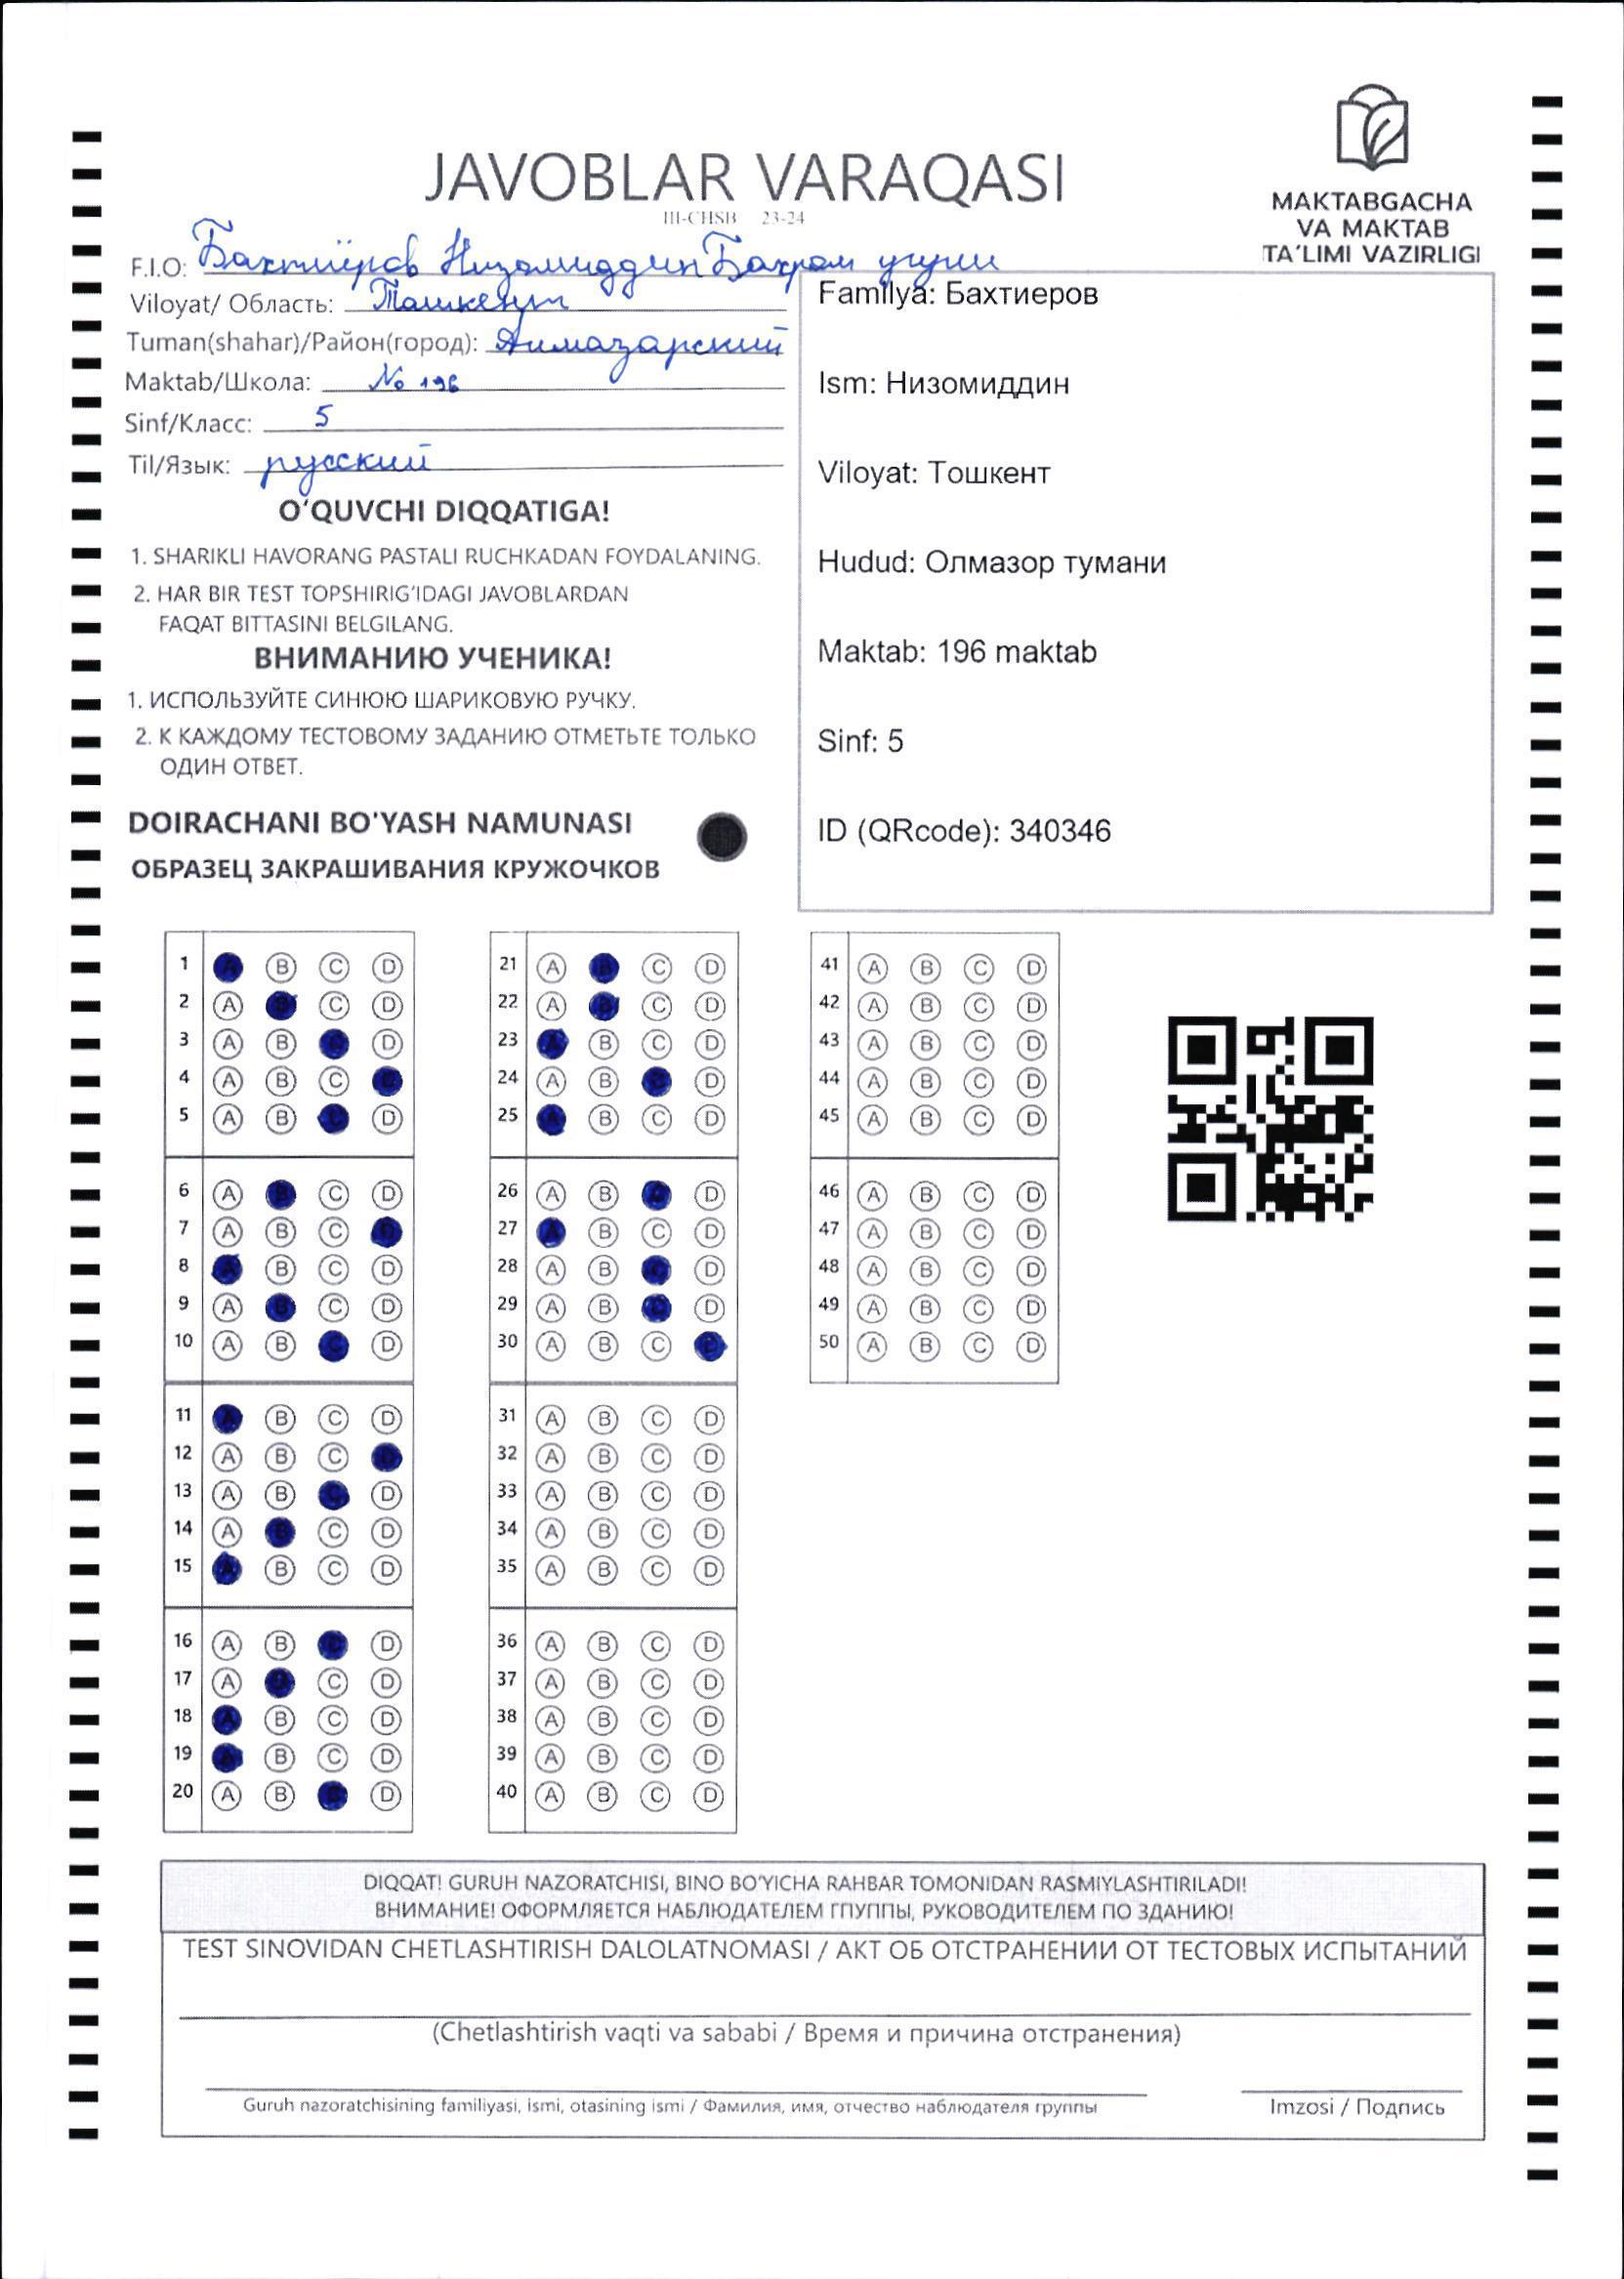 JAVOBLAR VARAQASI
III-CHSB 23-24
MAKTABGACHA
VA MAKTAB
TA'LIMI VAZIRLIGI
F.I.O: Бахтиёров Низомиддин Бахром угули
Viloyat/ Область: Ташкент
Tuman(shahar)/Район(город): Алмазарский
Maktab/Школа: № 196
Sinf/Класс: 5
Til/Язык: русский
O'QUVCHI DIQQATIGA!
1. SHARIKLI HAVORANG PASTALI RUCHKADAN FOYDALANING.
2. HAR BIR TEST TOPSHIRIG'IDAGI JAVOBLARDAN
FAQAT BITTASINI BELGILANG.
ВНИМАНИЮ УЧЕНИКА!
1. ИСПОЛЬЗУЙТЕ СИНЮЮ ШАРИКОВУЮ РУЧКУ.
2. К КАЖДОМУ ТЕСТОВОМУ ЗАДАНИЮ ОТМЕТЬТЕ ТОЛЬКО
ОДИН ОТВЕТ.
DOIRACHANI BO'YASH NAMUNASI
ОБРАЗЕЦ ЗАКРАШИВАНИЯ КРУЖОЧКОВ
Familya: Бахтиеров
Ism: Низомиддин
Viloyat: Тошкент
Hudud: Олмазор тумани
Maktab: 196 maktab
Sinf: 5
ID (QRcode): 340346
1 A B C D
2 A B C D
3 A B C D
4 A B C D
5 A B C D
6 A B C D
7 A B C D
8 A B C D
9 A B C D
10 A B C D
11 A B C D
12 A B C D
13 A B C D
14 A B C D
15 A B C D
16 A B C D
17 A B C D
18 A B C D
19 A B C D
20 A B C D
21 A B C D
22 A B C D
23 A B C D
24 A B C D
25 A B C D
26 A B C D
27 A B C D
28 A B C D
29 A B C D
30 A B C D
31 A B C D
32 A B C D
33 A B C D
34 A B C D
35 A B C D
36 A B C D
37 A B C D
38 A B C D
39 A B C D
40 A B C D
41 A B C D
42 A B C D
43 A B C D
44 A B C D
45 A B C D
46 A B C D
47 A B C D
48 A B C D
49 A B C D
50 A B C D
DIQQAT! GURUH NAZORATCHISI, BINO BO'YICHA RAHBAR TOMONIDAN RASMIYLASHTIRILADI!
ВНИМАНИЕ! ОФОРМЛЯЕТСЯ НАБЛЮДАТЕЛЕМ ГПУППЫ, РУКОВОДИТЕЛЕМ ПО ЗДАНИЮ!
TEST SINOVIDAN CHETLASHTIRISH DALOLATNOMASI / АКТ ОБ ОТСТРАНЕНИИ ОТ ТЕСТОВЫХ ИСПЫТАНИЙ
(Chetlashtirish vaqti va sababi / Время и причина отстранения)
Guruh nazoratchisining familiyasi, ismi, otasining ismi / Фамилия, имя, отчество наблюдателя группы
Imzosi / Подпись